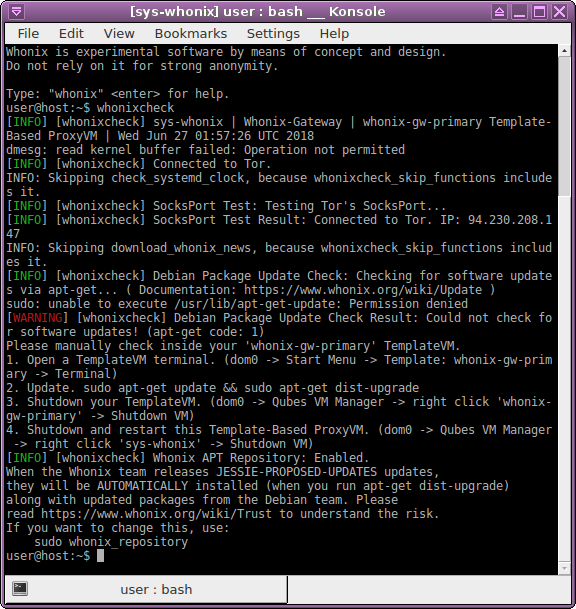 [sys-whonix] user : bash ___ Konsole
File Edit View Bookmarks Settings Help
Whonix is experimental software by means of concept and design.
Do not rely on it for strong anonymity.
Type: "whonix" <enter> for help.
user@host:~$ whonixcheck
[INFO] [whonixcheck] sys-whonix | Whonix-Gateway | whonix-gw-primary Template-
Based ProxyVM | Wed Jun 27 01:57:26 UTC 2018
dmesg: read kernel buffer failed: Operation not permitted
[INFO] [whonixcheck] Connected to Tor.
INFO: Skipping check_systemd_clock, because whonixcheck_skip_functions include
s it.
[INFO] [whonixcheck] SocksPort Test: Testing Tor's SocksPort...
[INFO] [whonixcheck] SocksPort Test Result: Connected to Tor. IP: 94.230.208.1
47
INFO: Skipping download_whonix_news, because whonixcheck_skip_functions includ
es it.
[INFO] [whonixcheck] Debian Package Update Check: Checking for software update
s via apt-get... ( Documentation: https://www.whonix.org/wiki/Update )
sudo: unable to execute /usr/lib/apt-get-update: Permission denied
[WARNING] [whonixcheck] Debian Package Update Check Result: Could not check fo
r software updates! (apt-get code: 1)
Please manually check inside your 'whonix-gw-primary' TemplateVM.
1. Open a TemplateVM terminal. (dom0 -> Start Menu -> Template: whonix-gw-prim
ary -> Terminal)
2. Update. sudo apt-get update && sudo apt-get dist-upgrade
3. Shutdown your TemplateVM. (dom0 -> Qubes VM Manager -> right click 'whonix-
gw-primary' -> Shutdown VM)
4. Shutdown and restart this Template-Based ProxyVM. (dom0 -> Qubes VM Manager
-> right click 'sys-whonix' -> Shutdown VM)
[INFO] [whonixcheck] Whonix APT Repository: Enabled.
When the Whonix team releases JESSIE-PROPOSED-UPDATES updates,
they will be AUTOMATICALLY installed (when you run apt-get dist-upgrade)
along with updated packages from the Debian team. Please
read https://www.whonix.org/wiki/Trust to understand the risk.
If you want to change this, use:
    sudo whonix_repository
user@host:~$
user : bash